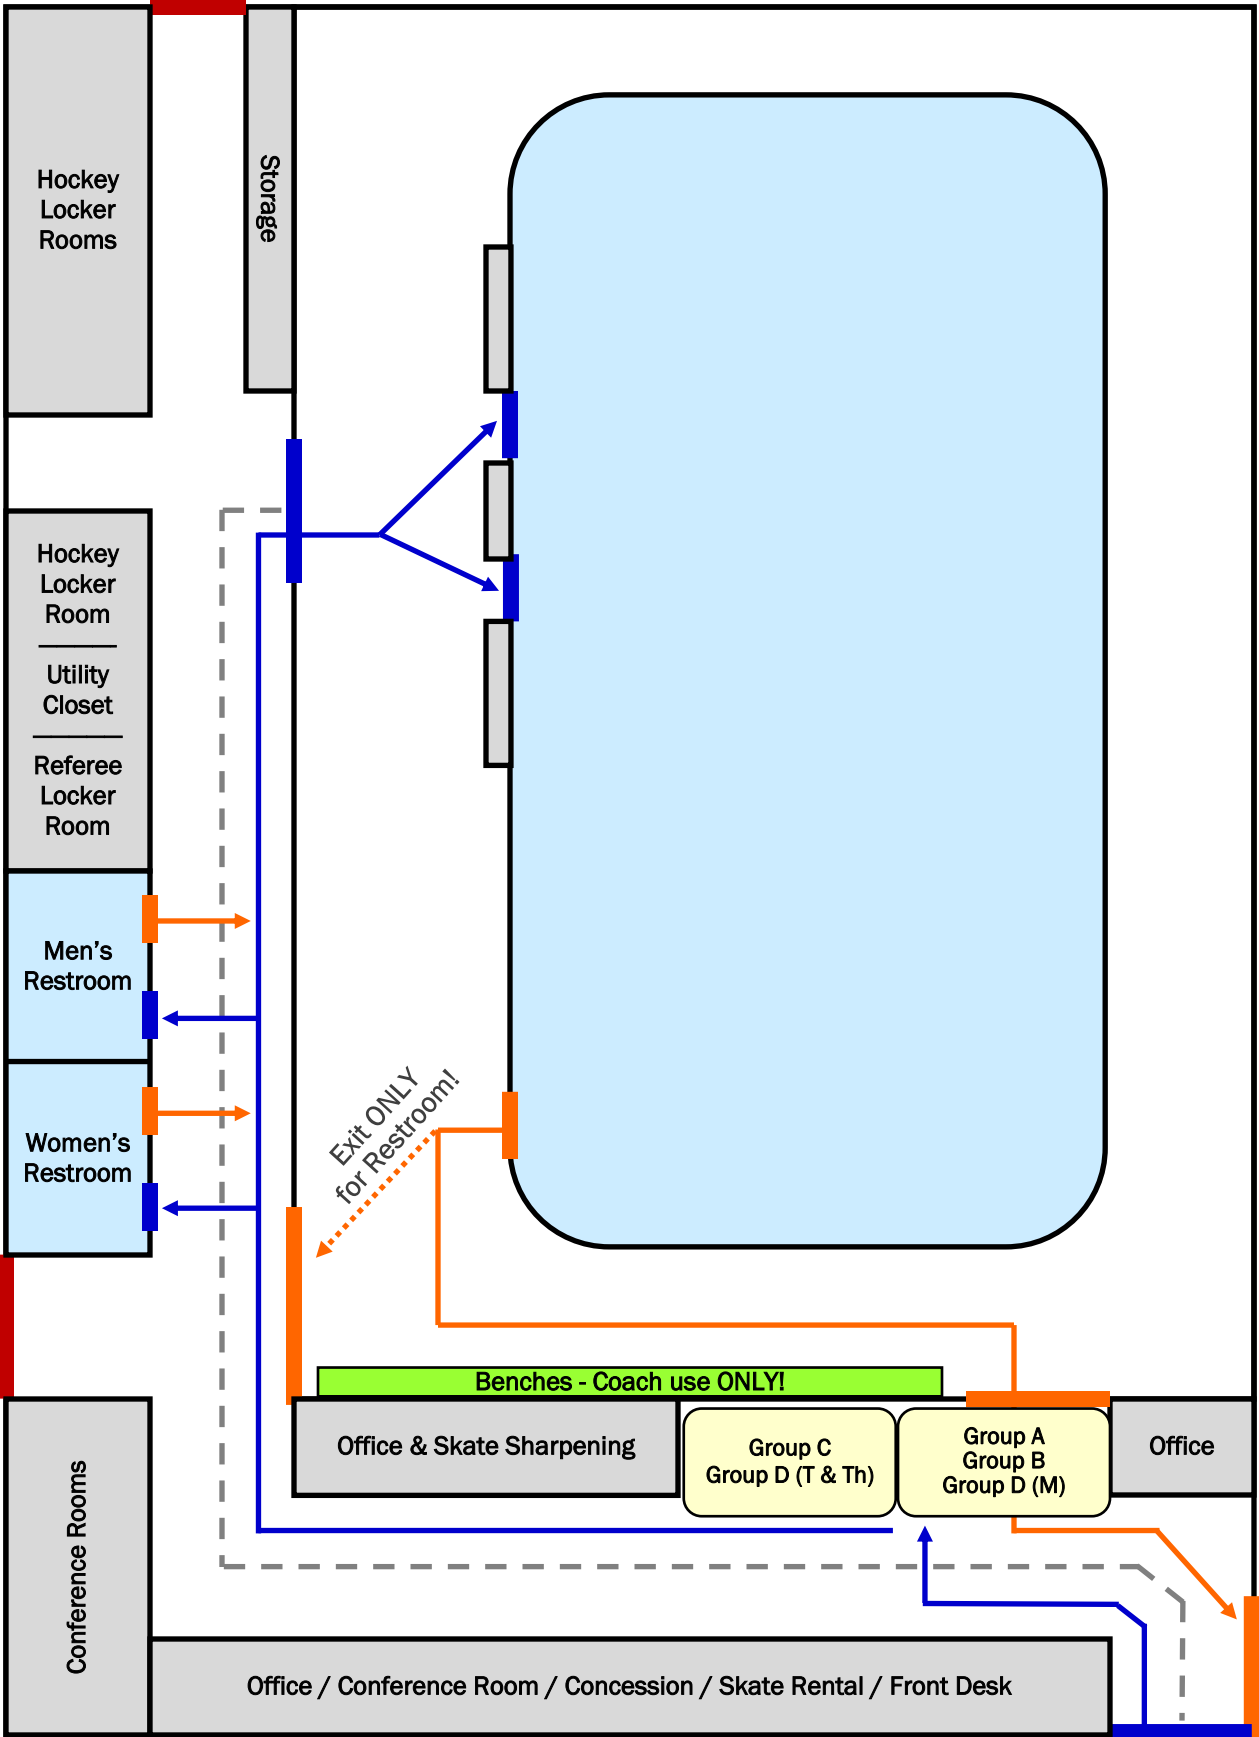 Hockey
Locker
Rooms
Storage
Hockey
Locker
Room
Utility
Closet
Referee
Locker
Room
Men's
Restroom
Women's
Restroom
Exit ONLY
for Restroom!
Benches - Coach use ONLY!
Office & Skate Sharpening
Group C
Group D (T & Th)
Group A
Group B
Group D (M)
Office
Conference Rooms
Office / Conference Room / Concession / Skate Rental / Front Desk